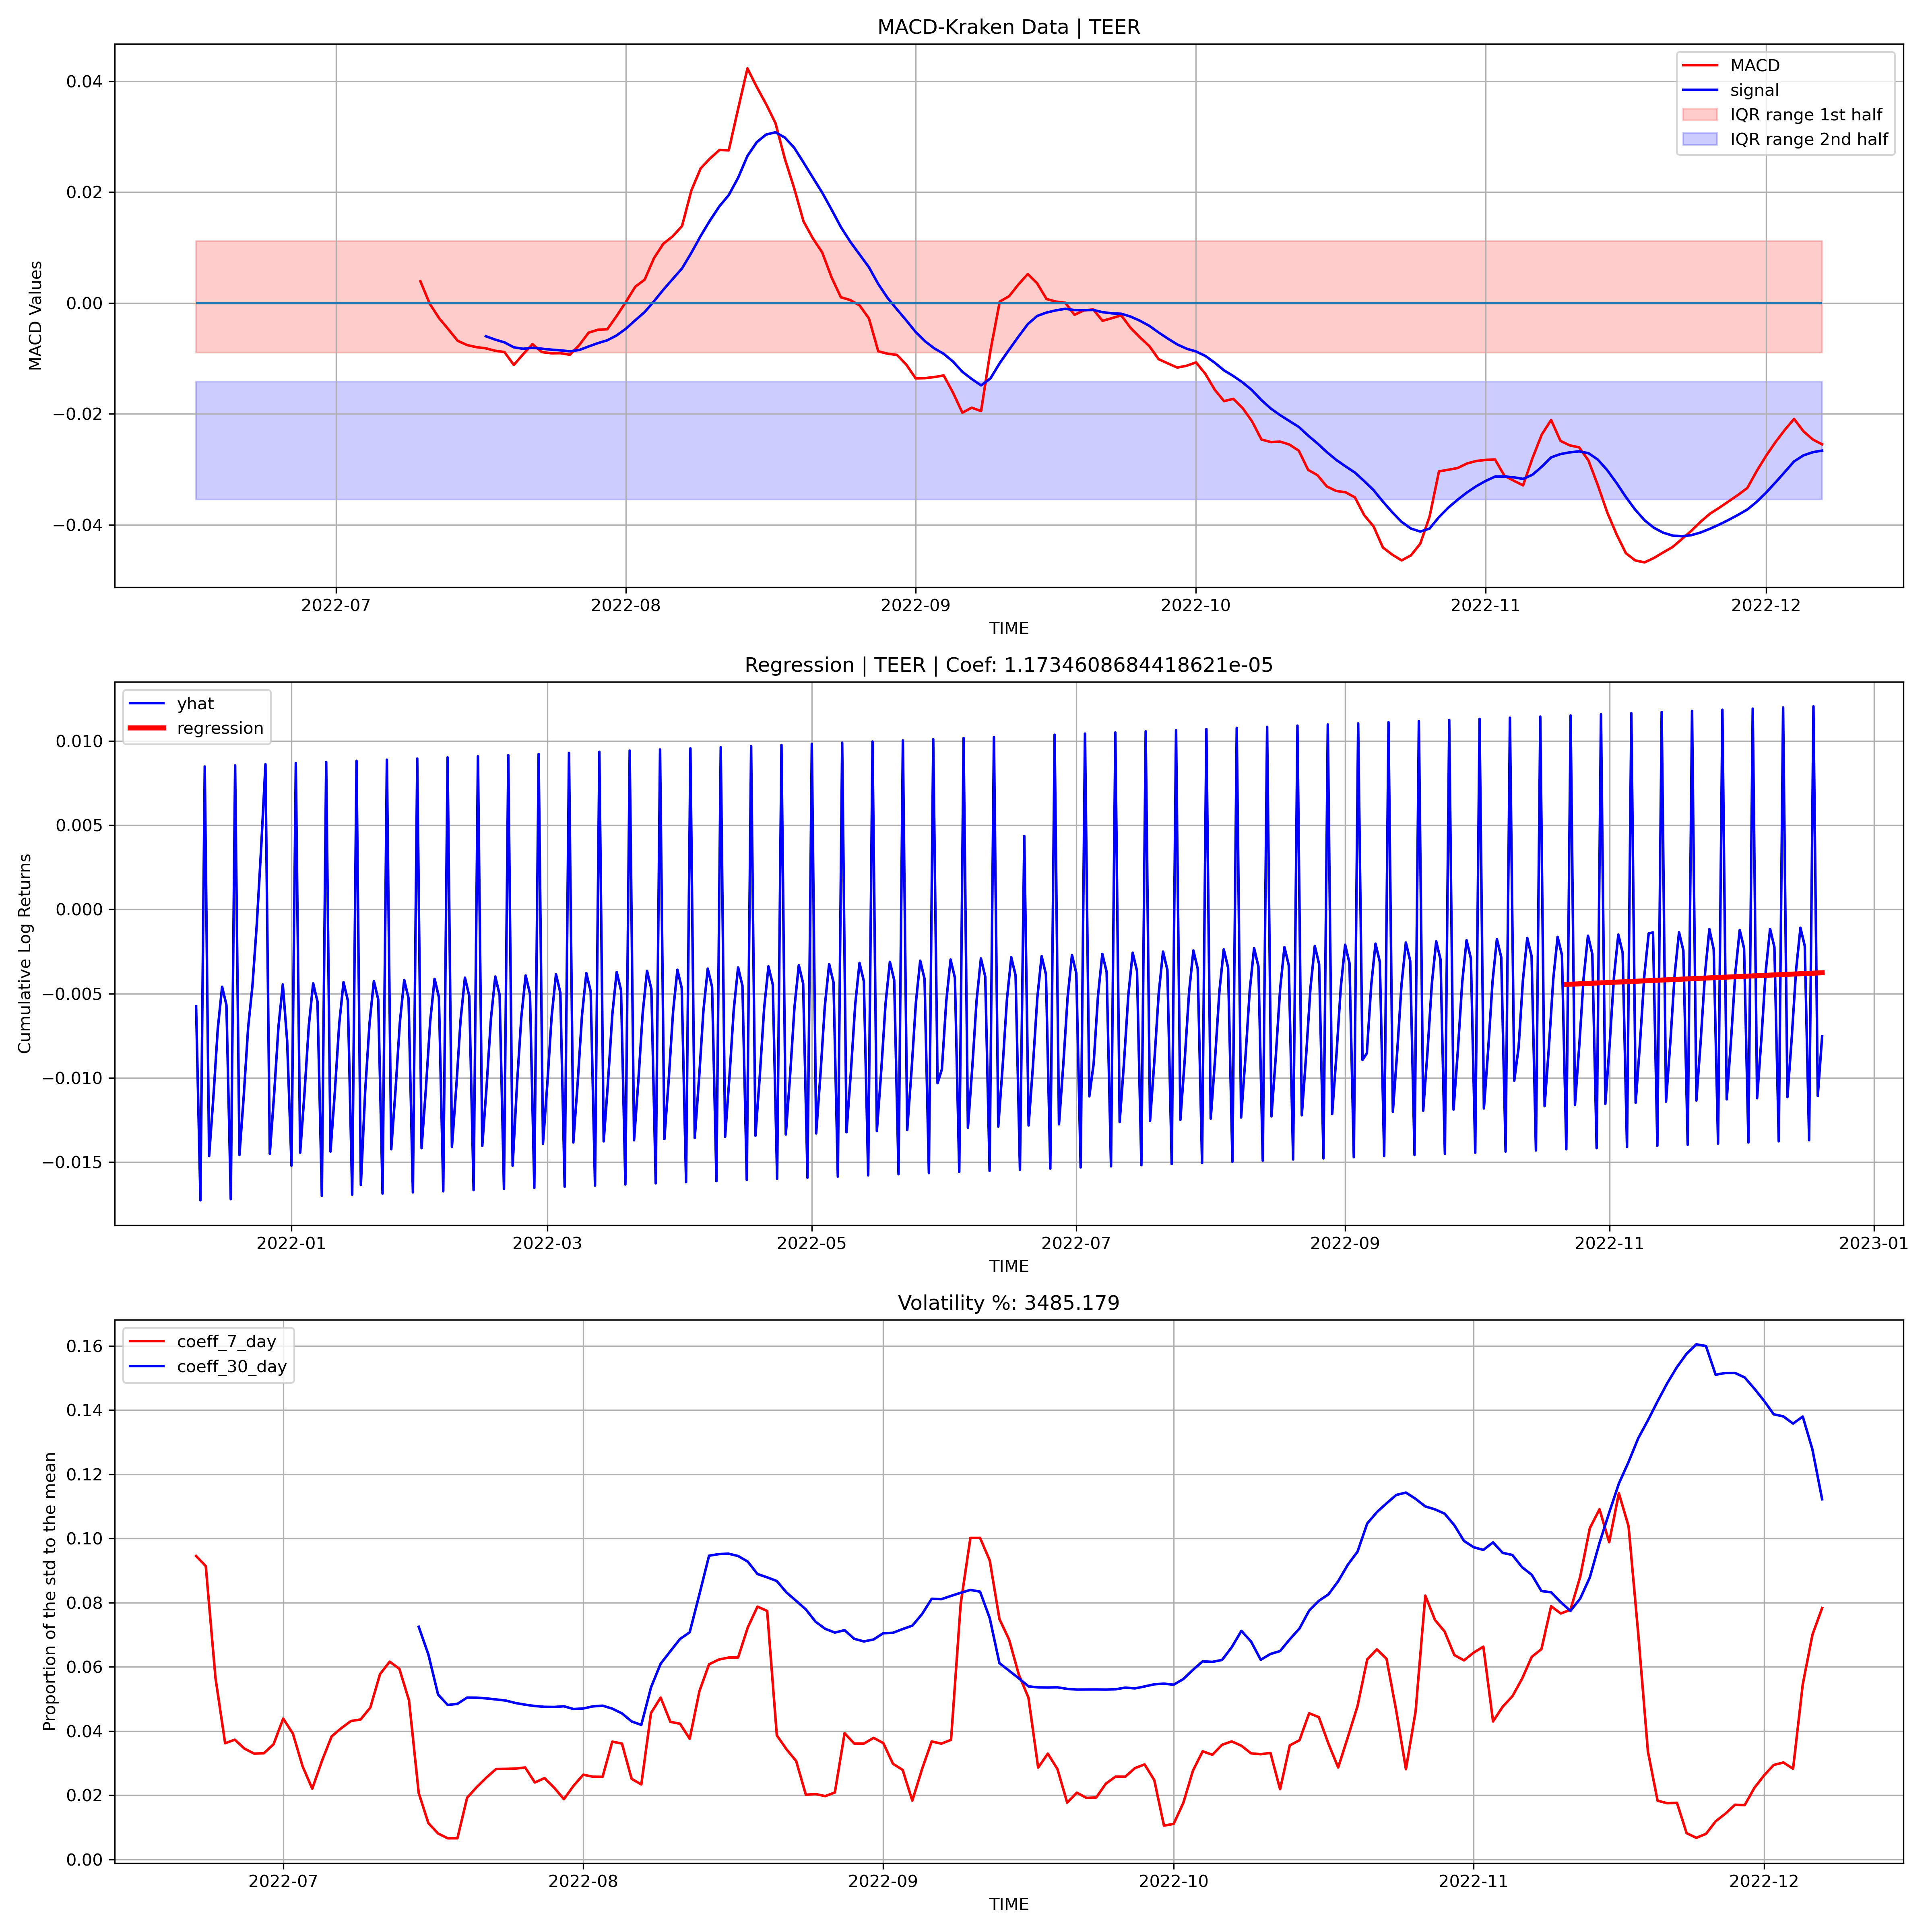 MACD-Kraken Data | TEER
MACD
signal
IQR range 1st half
IQR range 2nd half
MACD Values
0.04
0.02
0.00
−0.02
−0.04
2022-07
2022-08
2022-09
2022-10
2022-11
2022-12
TIME
Regression | TEER | Coef: 1.1734608684418621e-05
yhat
regression
Cumulative Log Returns
0.010
0.005
0.000
−0.005
−0.010
−0.015
2022-01
2022-03
2022-05
2022-07
2022-09
2022-11
2023-01
TIME
Volatility %: 3485.179
coeff_7_day
coeff_30_day
Proportion of the std to the mean
0.16
0.14
0.12
0.10
0.08
0.06
0.04
0.02
0.00
2022-07
2022-08
2022-09
2022-10
2022-11
2022-12
TIME